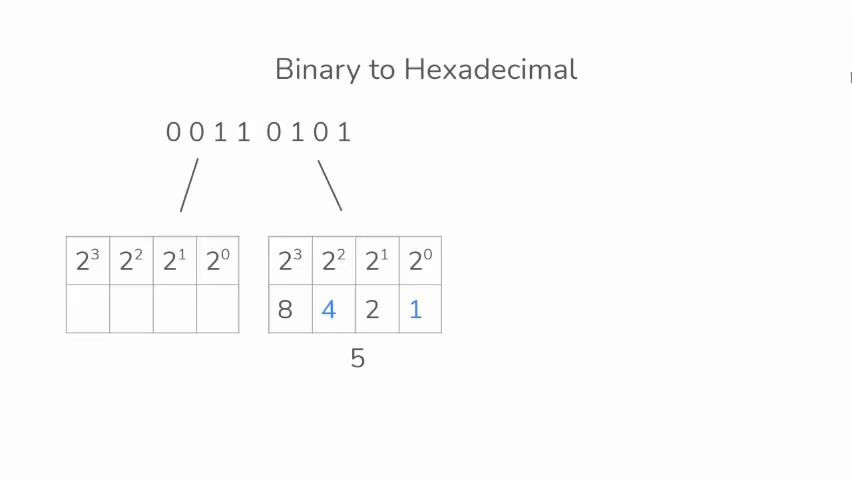 Binary to Hexadecimal
0 0 1 1 0 1 0 1
2³ 2² 2¹ 2⁰ 2³ 2² 2¹ 2⁰
8 4 2 1
5